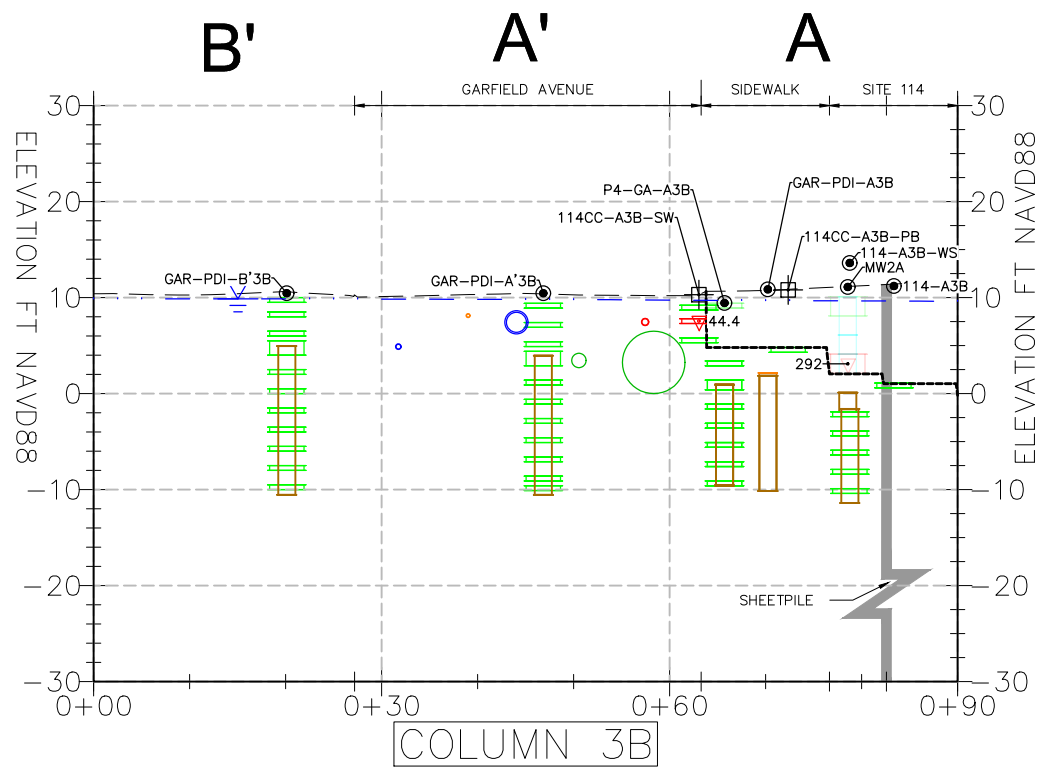 B' A' A
GARFIELD AVENUE SIDEWALK SITE 114
30 30
20 20
10 10
0 0
-10 -10
-20 -20
-30 -30
ELEVATION FT NAVD88
ELEVATION FT NAVD88
P4-GA-A3B
GAR-PDI-A3B
114CC-A3B-SW
114CC-A3B-PB
114-A3B-WS
MW2A
114-A3B
GAR-PDI-B'3B
GAR-PDI-A'3B
44.4
292
SHEETPILE
0+00 0+30 0+60 0+90
COLUMN 3B